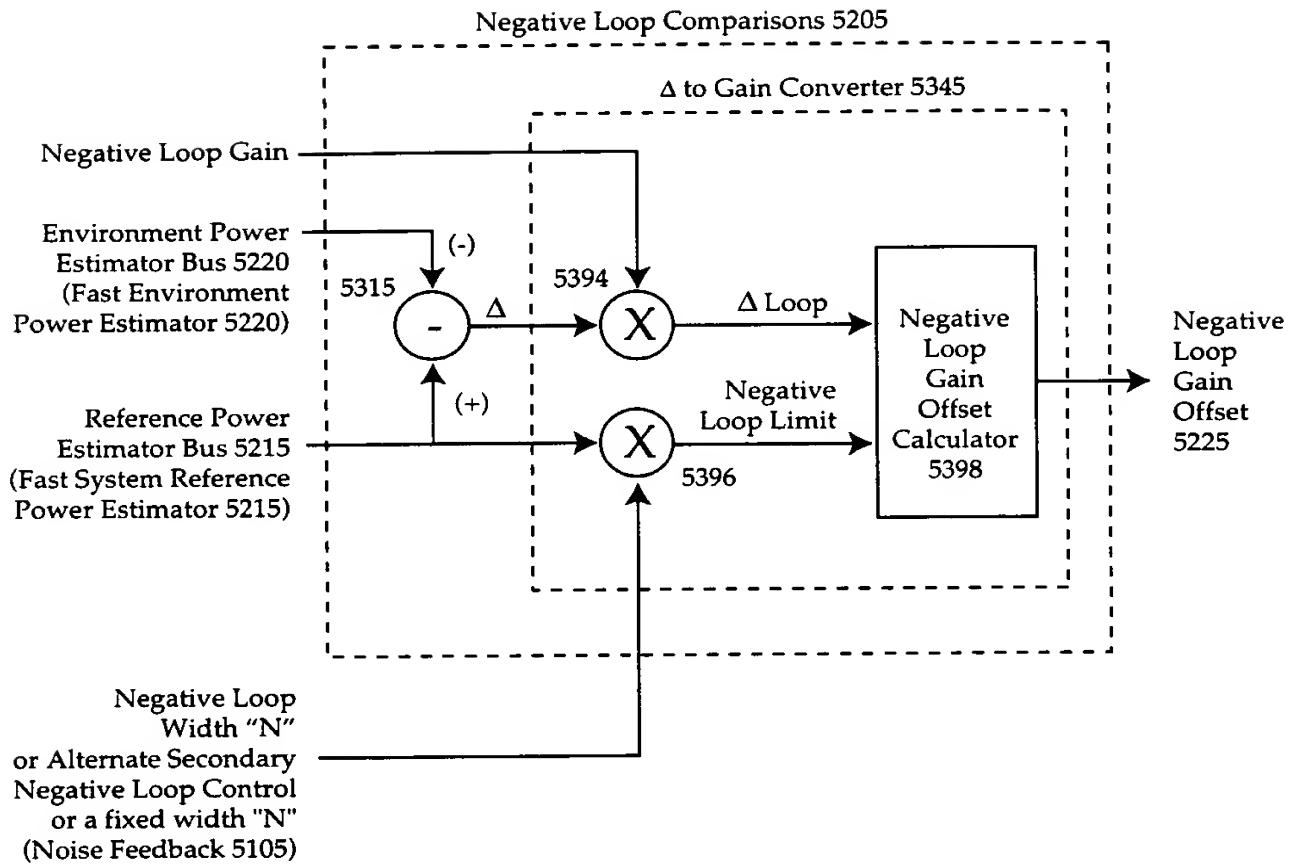 Negative Loop Comparisons 5205
Δ to Gain Converter 5345
Negative Loop Gain
Environment Power
Estimator Bus 5220
(Fast Environment
Power Estimator 5220)
(-)
5315
-
Δ
5394
X
Δ Loop
(+)
Reference Power
Estimator Bus 5215
(Fast System Reference
Power Estimator 5215)
Negative
Loop Limit
X
5396
Negative
Loop
Gain
Offset
Calculator
5398
Negative
Loop
Gain
Offset
5225
Negative Loop
Width "N"
or Alternate Secondary
Negative Loop Control
or a fixed width "N"
(Noise Feedback 5105)